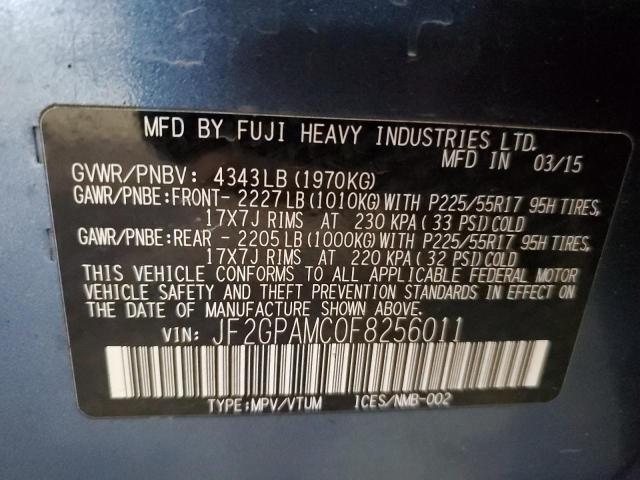 MFD BY FUJI HEAVY INDUSTRIES LTD.
MFD IN 03/15
GVWR/PNBV: 4343LB (1970KG)
GAWR/PNBE:FRONT- 2227LB (1010KG)WITH P225/55R17 95H TIRES,
17X7J RIMS AT 230 KPA(33 PSI)COLD
GAWR/PNBE:REAR - 2205LB (1000KG)WITH P225/55R17 95H TIRES,
17X7J RIMS AT 220 KPA(32 PSI)COLD
THIS VEHICLE CONFORMS TO ALL APPLICABLE FEDERAL MOTOR
VEHICLE SAFETY AND THEFT PREVENTION STANDARDS IN EFFECT ON
THE DATE OF MANUFACTURE SHOWN ABOVE.
VIN: JF2GPAMC0F8256011
TYPE:MPV/VTUM ICES/NMB-002